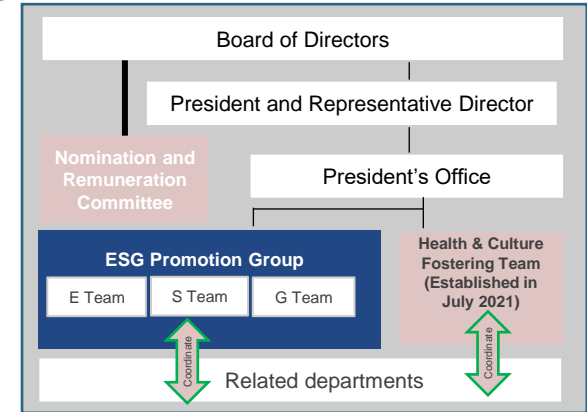 Board of Directors
President and Representative Director
Nomination and
Remuneration
Committee
President's Office
ESG Promotion Group
E Team
S Team
G Team
Health & Culture
Fostering Team
(Established in
July 2021)
Coordinate
Coordinate
Related departments